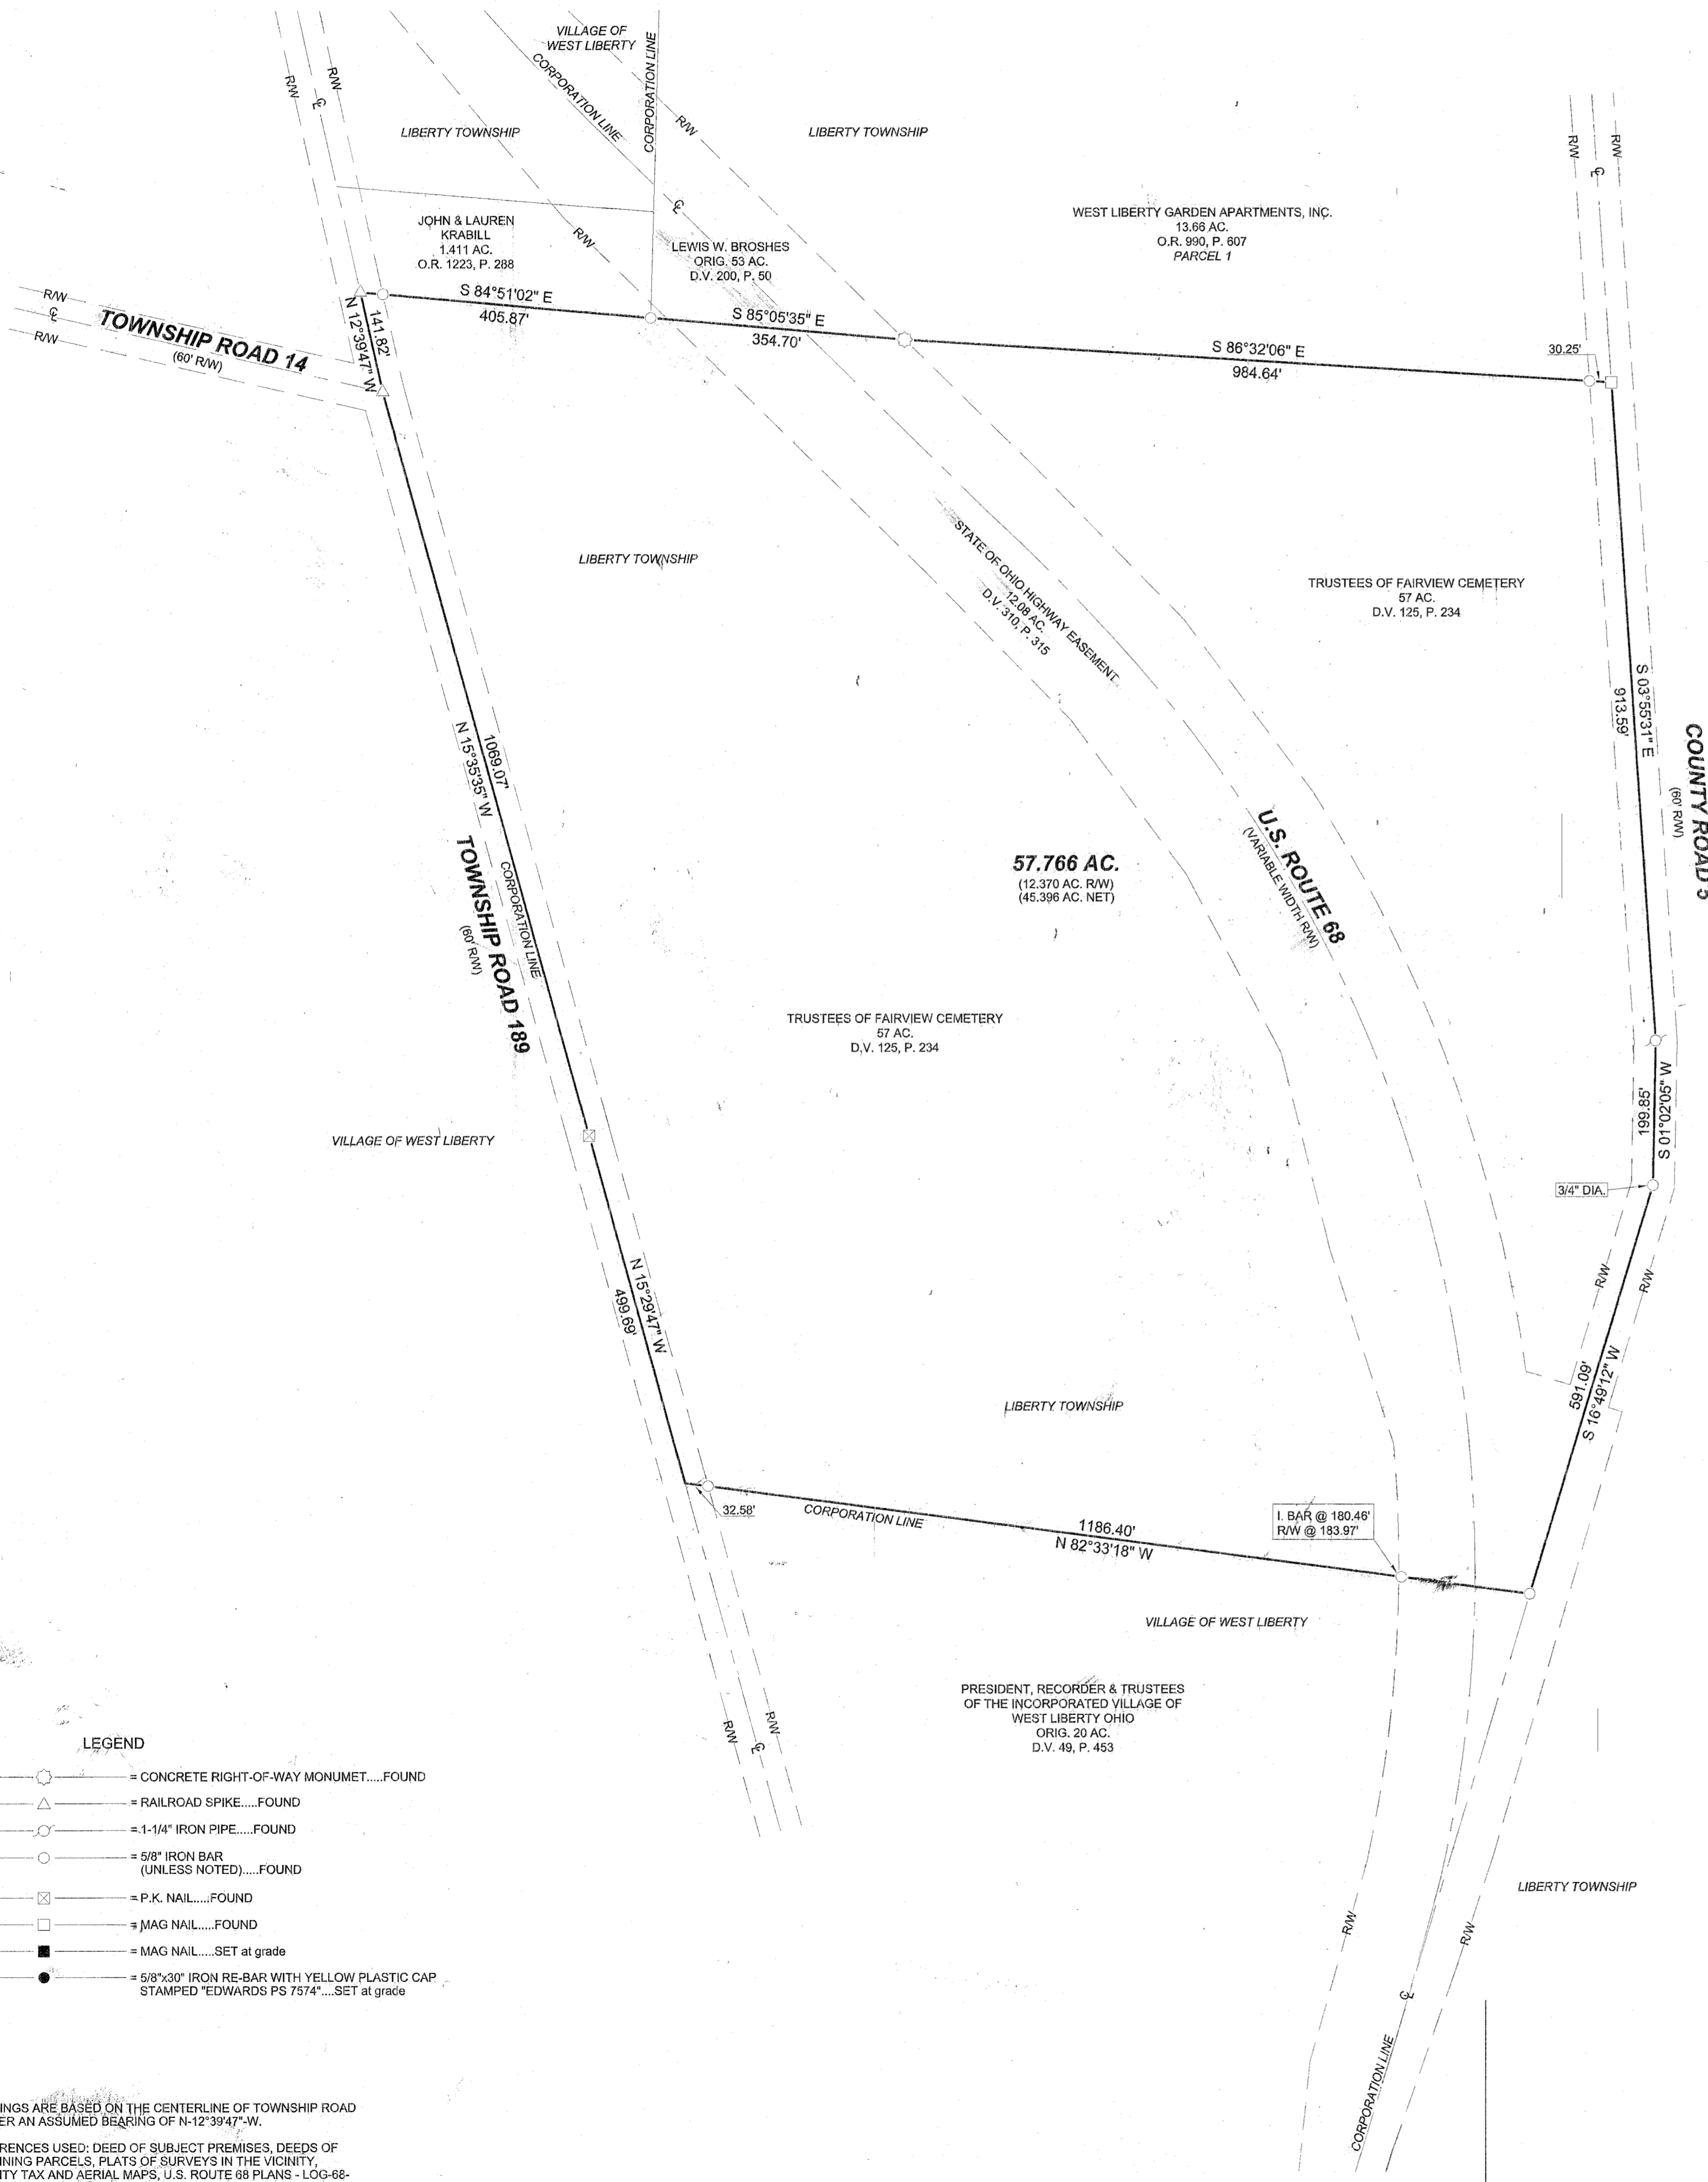 VILLAGE OF
WEST LIBERTY
CORPORATION LINE
CORPORATION LINE
R/W
R/W
R/W
R/W
R/W
LIBERTY TOWNSHIP
LIBERTY TOWNSHIP
JOHN & LAUREN
KRABILL
1.411 AC.
O.R. 1223, P. 288
R/W
LEWIS W. BROSHES
ORIG. 53 AC.
D.V. 200, P. 50
WEST LIBERTY GARDEN APARTMENTS, INC.
13.66 AC.
O.R. 990, P. 607
PARCEL 1
R/W
R/W
TOWNSHIP ROAD 14
(60' R/W)
141.82'
N 12°39'47" W
S 84°51'02" E
405.87'
S 85°05'35" E
354.70'
S 86°32'06" E
984.64'
30.25'
LIBERTY TOWNSHIP
STATE OF OHIO HIGHWAY EASEMENT
12.08 AC.
D.V. 310, P. 315
TRUSTEES OF FAIRVIEW CEMETERY
57 AC.
D.V. 125, P. 234
S 03°55'31" E
913.59'
COUNTY ROAD 5
(60' R/W)
1069.07'
N 15°35'35" W
CORPORATION LINE
TOWNSHIP ROAD 189
(60' R/W)
57.766 AC.
(12.370 AC. R/W)
(45.396 AC. NET)
U.S. ROUTE 68
(VARIABLE WIDTH R/W)
TRUSTEES OF FAIRVIEW CEMETERY
57 AC.
D.V. 125, P. 234
199.85'
S 01°02'05" W
VILLAGE OF WEST LIBERTY
3/4" DIA.
N 15°29'47" W
499.69'
R/W
R/W
591.09'
S 16°49'12" W
LIBERTY TOWNSHIP
32.58'
CORPORATION LINE
1186.40'
N 82°33'18" W
I. BAR @ 180.46'
R/W @ 183.97'
VILLAGE OF WEST LIBERTY
PRESIDENT, RECORDER & TRUSTEES
OF THE INCORPORATED VILLAGE OF
WEST LIBERTY OHIO
ORIG. 20 AC.
D.V. 49, P. 453
R/W
R/W
LEGEND
= CONCRETE RIGHT-OF-WAY MONUMET.....FOUND
= RAILROAD SPIKE.....FOUND
= 1-1/4" IRON PIPE.....FOUND
= 5/8" IRON BAR
(UNLESS NOTED).....FOUND
= P.K. NAIL.....FOUND
= MAG NAIL.....FOUND
= MAG NAIL.....SET at grade
= 5/8"x30" IRON RE-BAR WITH YELLOW PLASTIC CAP
STAMPED "EDWARDS PS 7574"....SET at grade
LIBERTY TOWNSHIP
R/W
R/W
CORPORATION LINE
INGS ARE BASED ON THE CENTERLINE OF TOWNSHIP ROAD
ER AN ASSUMED BEARING OF N-12°39'47"-W.
RENCES USED: DEED OF SUBJECT PREMISES, DEEDS OF
INING PARCELS, PLATS OF SURVEYS IN THE VICINITY,
TY TAX AND AERIAL MAPS, U.S. ROUTE 68 PLANS - LOG-68-